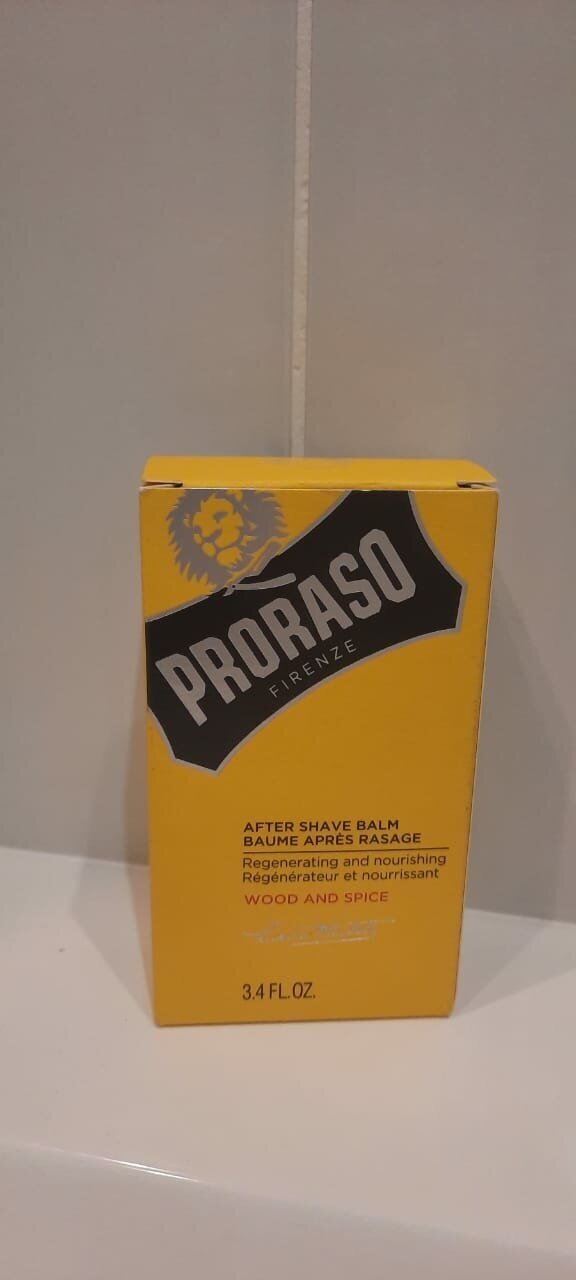 PRORASO
FIRENZE
AFTER SHAVE BALM
BAUME APRÈS RASAGE
Regenerating and nourishing
Régénérateur et nourrissant
WOOD AND SPICE
3.4 FL.OZ.